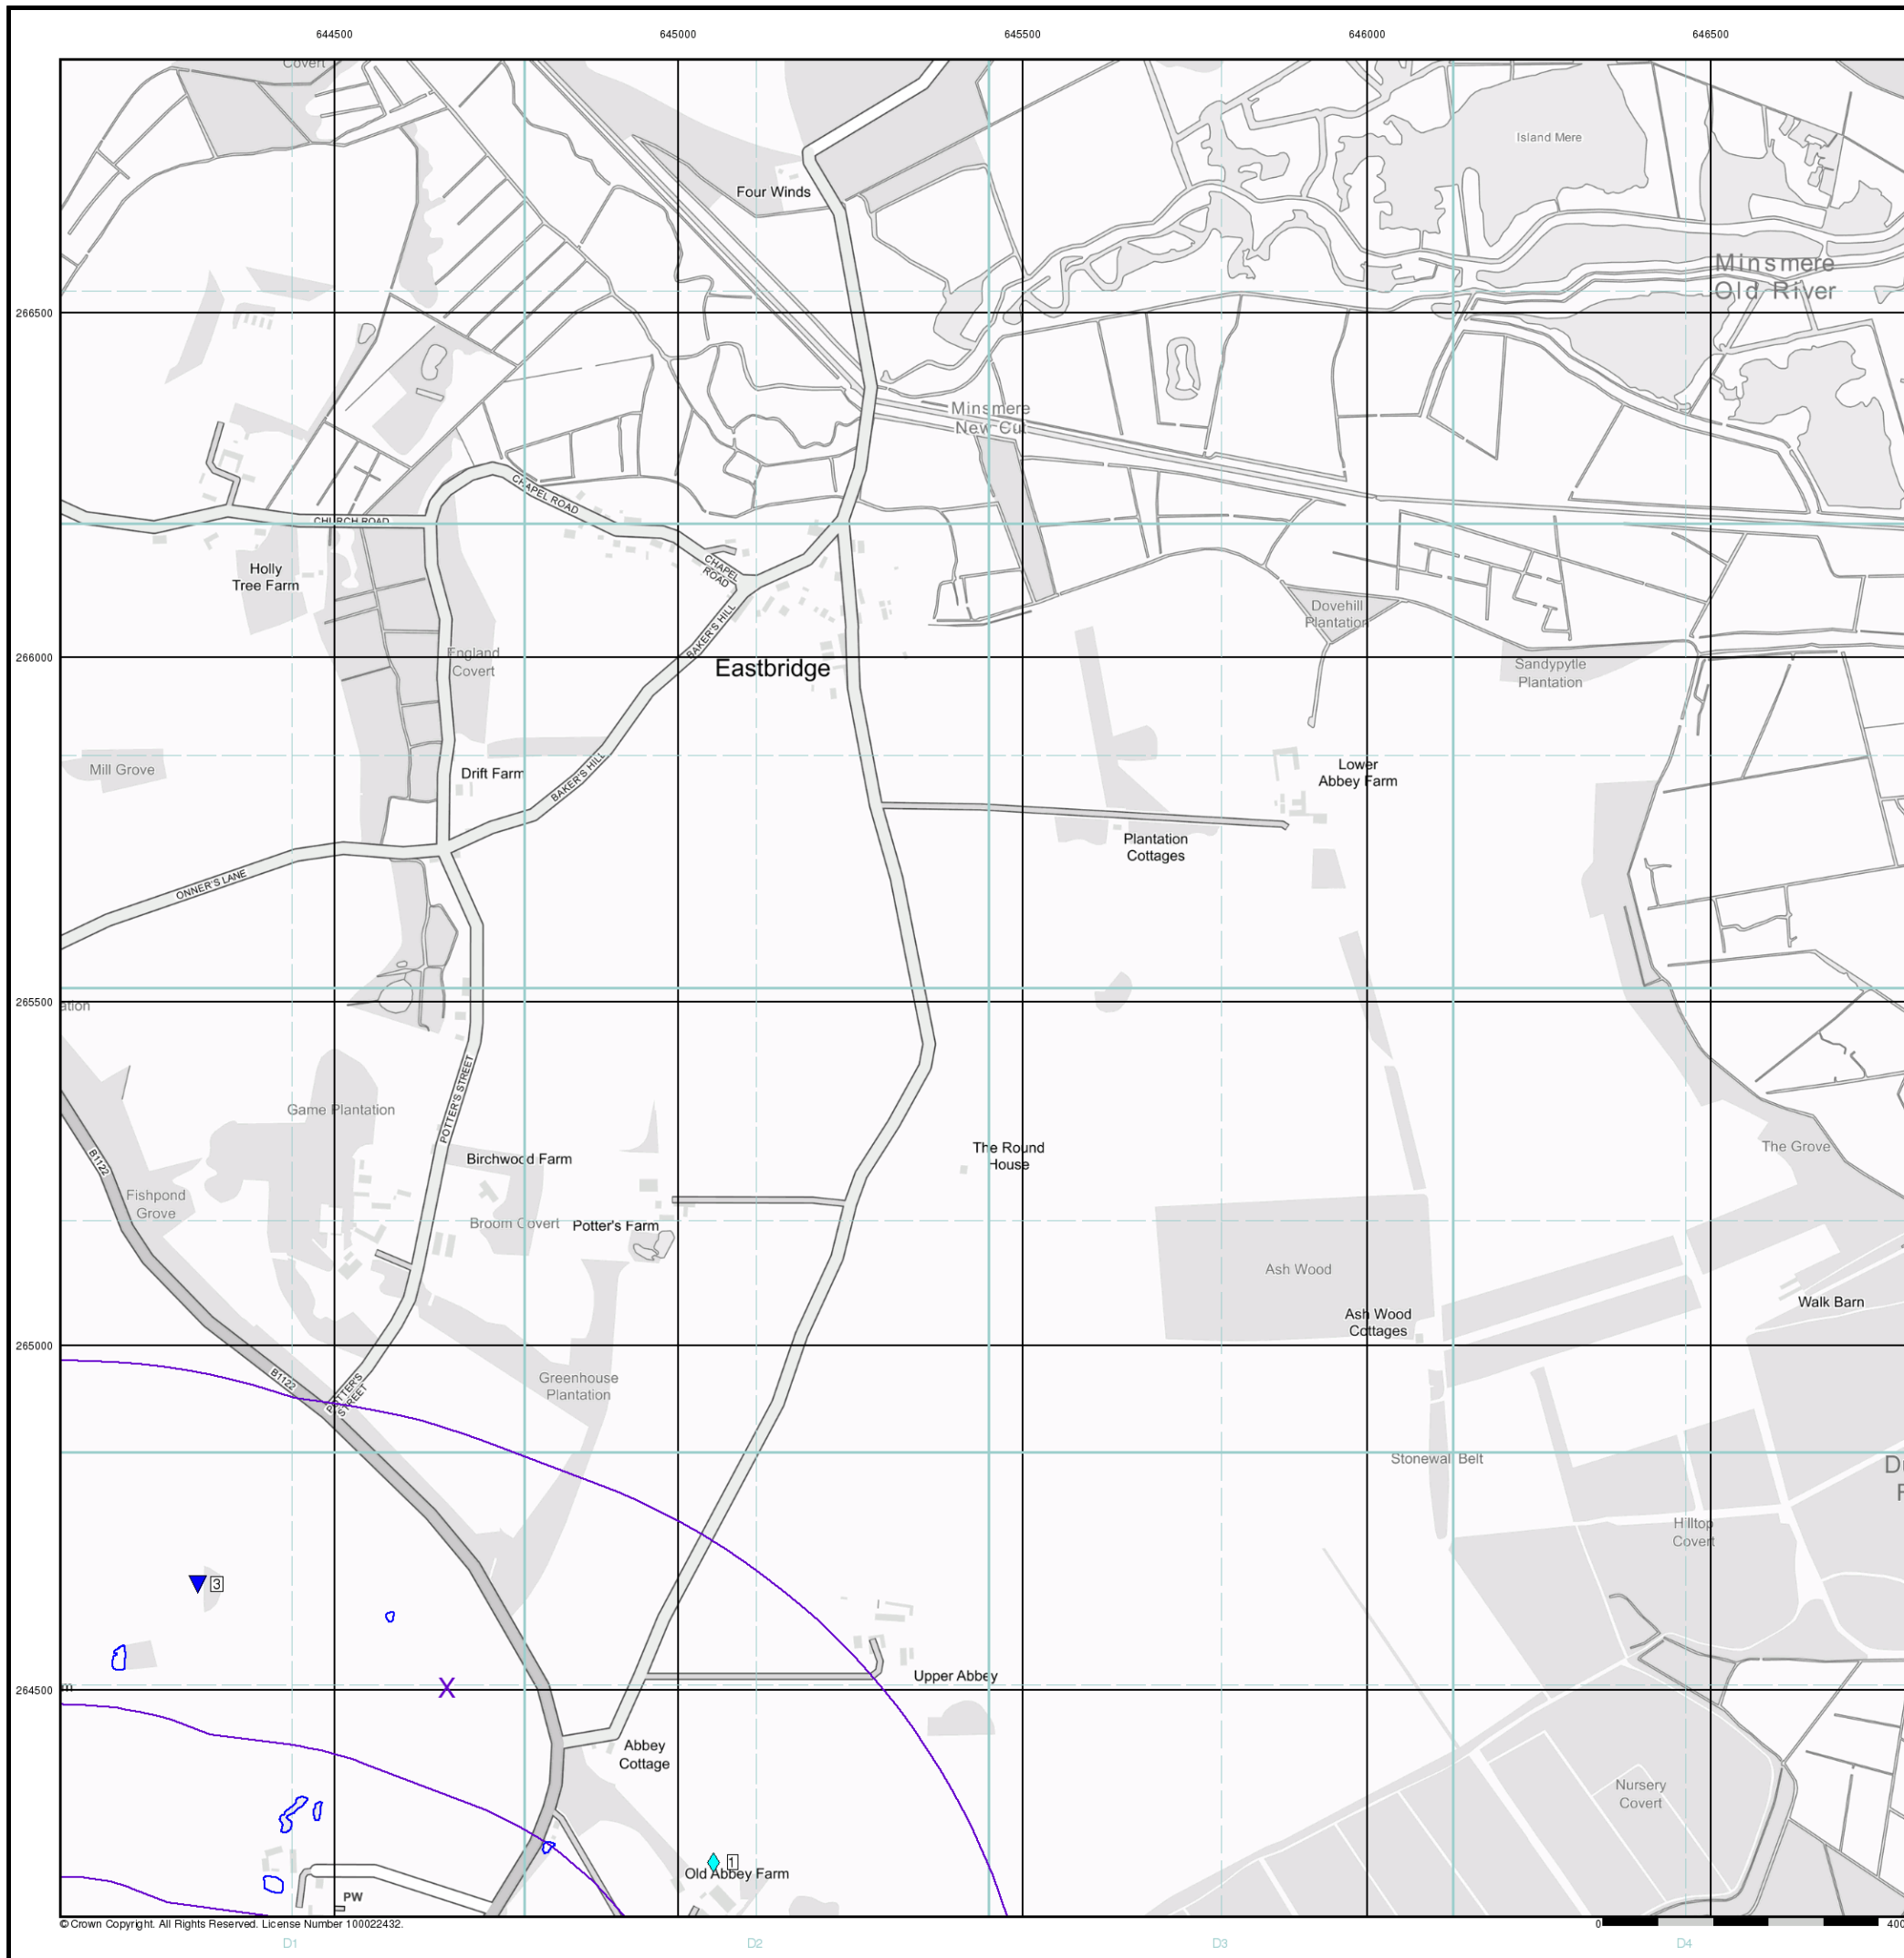 644500
645000
645500
646000
646500
Covert
Island Mere
Four Winds
Minsmere
Old River
266500
Minsmere
New Cut
CHAPEL ROAD
CHURCH ROAD
CHAPEL
ROAD
Holly
Tree Farm
BAKER'S HILL
Dovehill
Plantation
266000
England
Covert
Eastbridge
Sandypytle
Plantation
Mill Grove
Drift Farm
BAKER'S HILL
Lower
Abbey Farm
Plantation
Cottages
ONNER'S LANE
265500
ation
POTTER'S STREET
Game Plantation
B1122
Birchwood Farm
The Round
House
The Grove
Fishpond
Grove
Broom Covert
Potter's Farm
Ash Wood
Ash Wood
Cottages
Walk Barn
265000
B1122
POTTER'S
STREET
Greenhouse
Plantation
Stonewall Belt
Hilltop
Covert
3
X
Upper Abbey
264500
m
Abbey
Cottage
Nursery
Covert
1
Old Abbey Farm
PW
© Crown Copyright. All Rights Reserved. License Number 100022432.
0
400
D1
D2
D3
D4